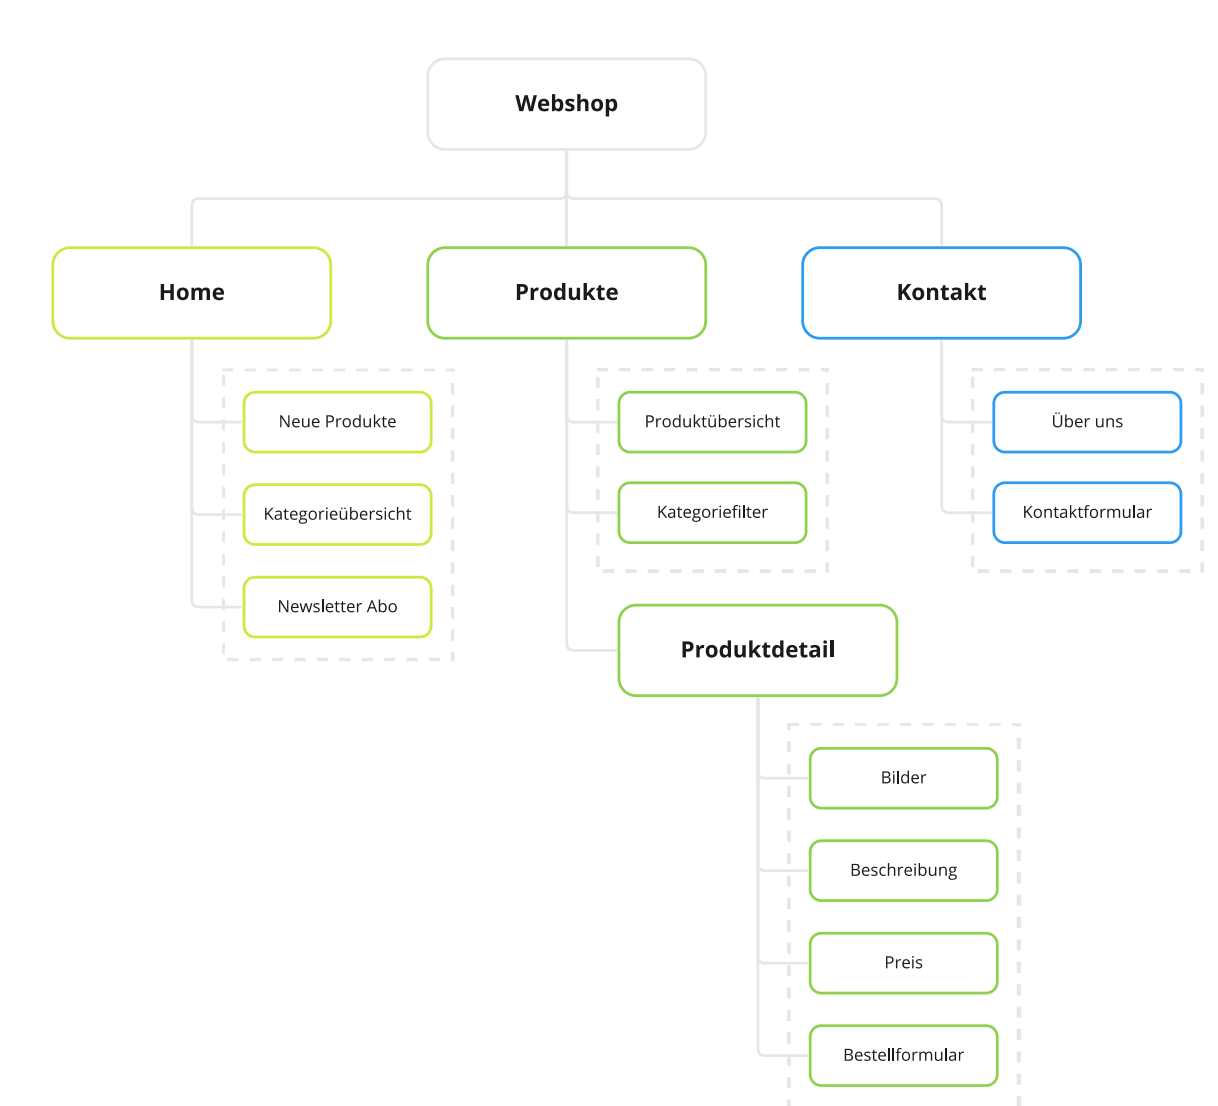 Webshop
Home
Produkte
Kontakt
Neue Produkte
Kategorieübersicht
Newsletter Abo
Produktübersicht
Kategoriefilter
Über uns
Kontaktformular
Produktdetail
Bilder
Beschreibung
Preis
Bestellformular